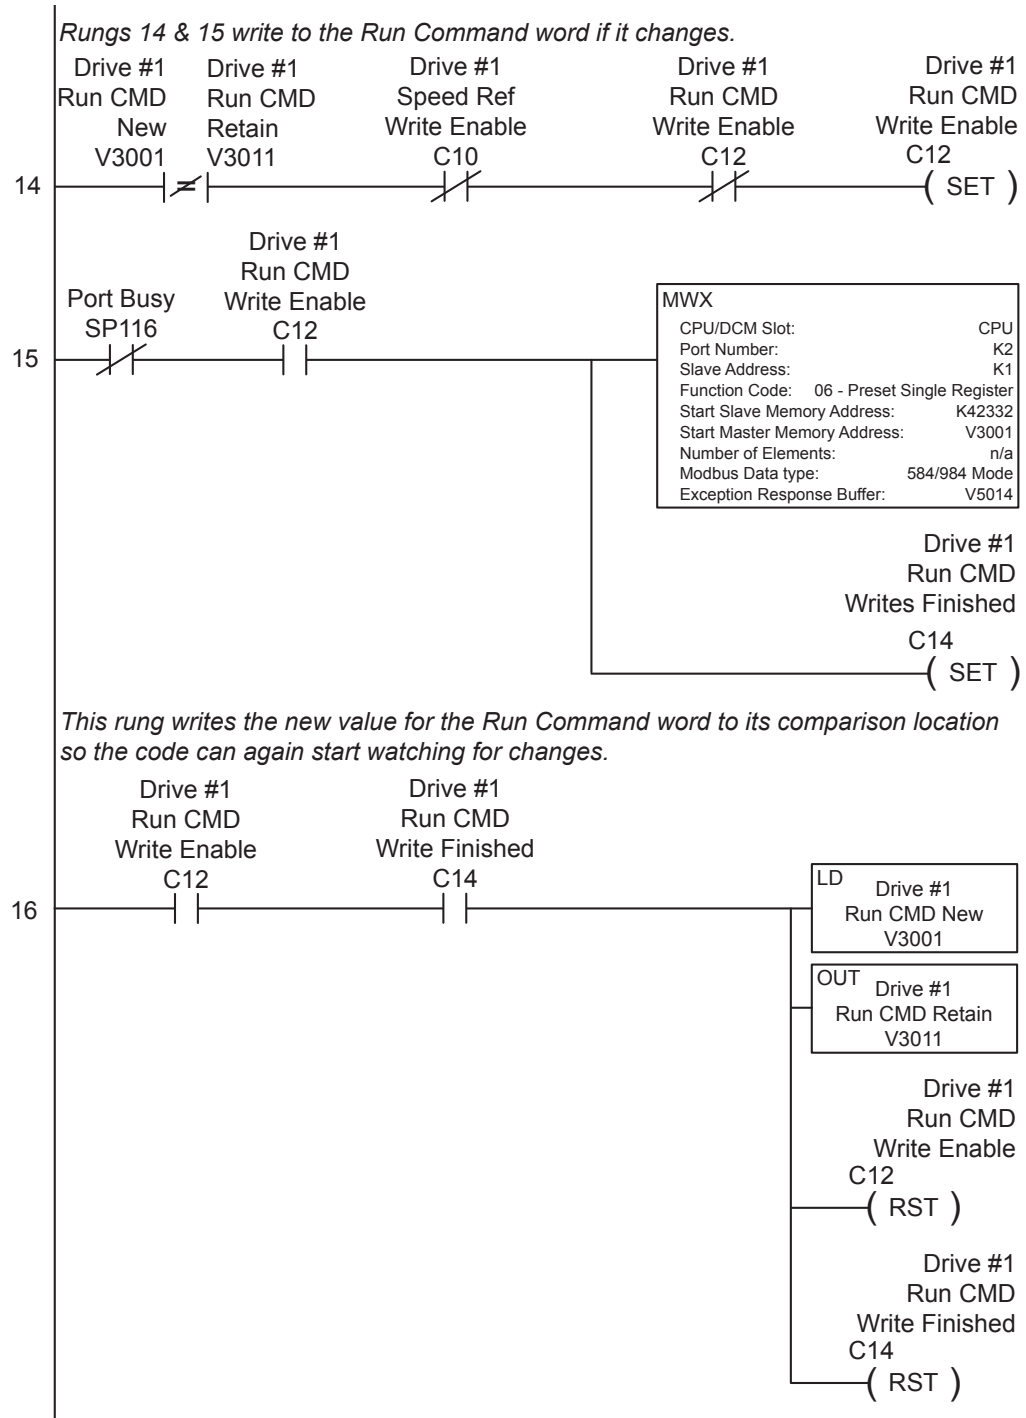 Rungs 14 & 15 write to the Run Command word if it changes.
Drive #1
Run CMD
New
V3001
Drive #1
Run CMD
Retain
V3011
Drive #1
Speed Ref
Write Enable
C10
Drive #1
Run CMD
Write Enable
C12
Drive #1
Run CMD
Write Enable
C12
14
=
( SET )
Port Busy
SP116
Drive #1
Run CMD
Write Enable
C12
15
MWX
CPU/DCM Slot: CPU
Port Number: K2
Slave Address: K1
Function Code: 06 - Preset Single Register
Start Slave Memory Address: K42332
Start Master Memory Address: V3001
Number of Elements: n/a
Modbus Data type: 584/984 Mode
Exception Response Buffer: V5014
Drive #1
Run CMD
Writes Finished
C14
( SET )
This rung writes the new value for the Run Command word to its comparison location
so the code can again start watching for changes.
Drive #1
Run CMD
Write Enable
C12
Drive #1
Run CMD
Write Finished
C14
16
LD
Drive #1
Run CMD New
V3001
OUT
Drive #1
Run CMD Retain
V3011
Drive #1
Run CMD
Write Enable
C12
( RST )
Drive #1
Run CMD
Write Finished
C14
( RST )